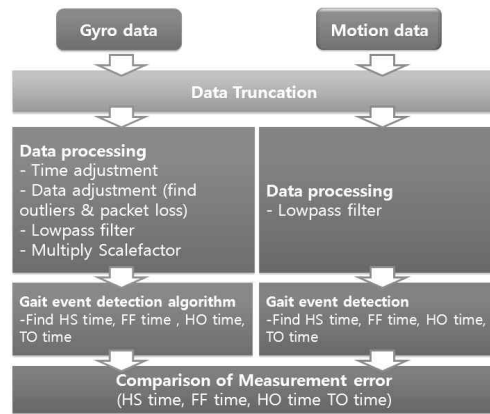 Gyro data
Motion data
Data Truncation
Data processing
- Time adjustment
- Data adjustment (find
outliers & packet loss)
- Lowpass filter
- Multiply Scalefactor
Data processing
- Lowpass filter
Gait event detection algorithm
-Find HS time, FF time , HO time,
TO time
Gait event detection
-Find HS time, FF time, HO time,
TO time
Comparison of Measurement error
(HS time, FF time, HO time TO time)